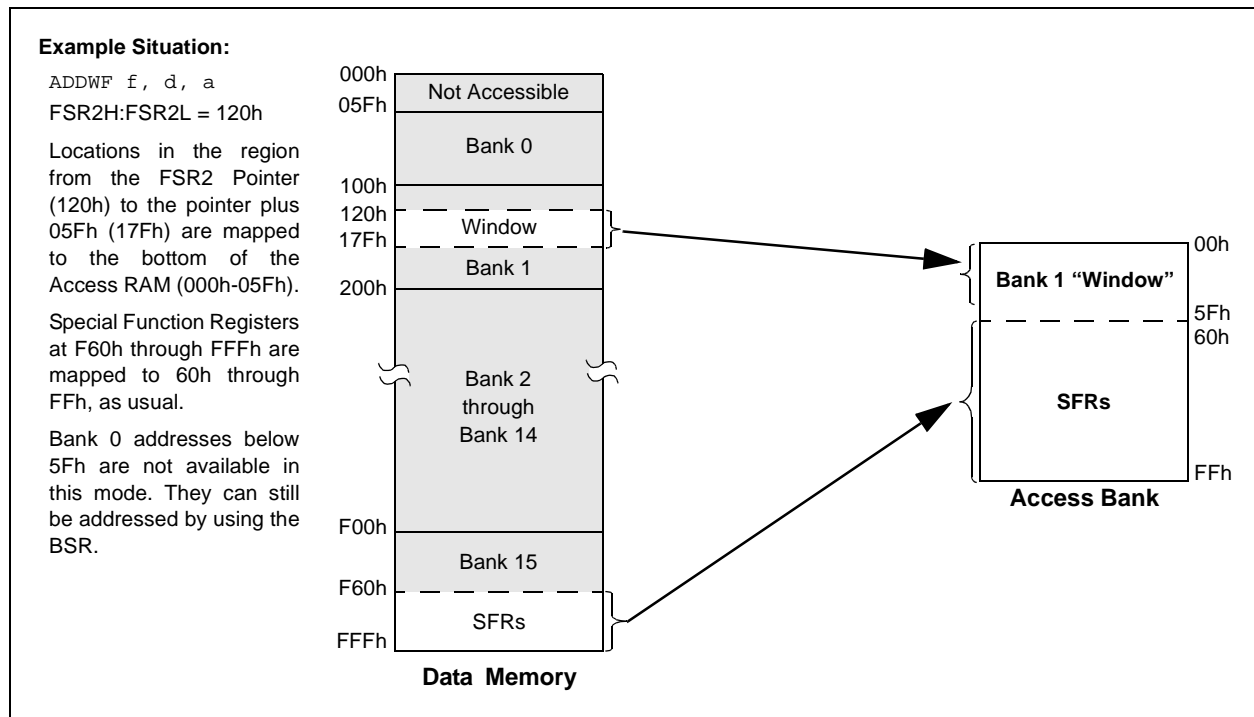 Example Situation:
ADDWF f, d, a
FSR2H:FSR2L = 120h
Locations in the region
from the FSR2 Pointer
(120h) to the pointer plus
05Fh (17Fh) are mapped
to the bottom of the
Access RAM (000h-05Fh).
Special Function Registers
at F60h through FFFh are
mapped to 60h through
FFh, as usual.
Bank 0 addresses below
5Fh are not available in
this mode. They can still
be addressed by using the
BSR.
000h
Not Accessible
05Fh
Bank 0
100h
120h
Window
17Fh
Bank 1
200h
Bank 2
through
Bank 14
F00h
Bank 15
F60h
SFRs
FFFh
Data Memory
00h
Bank 1 “Window”
5Fh
60h
SFRs
FFh
Access Bank